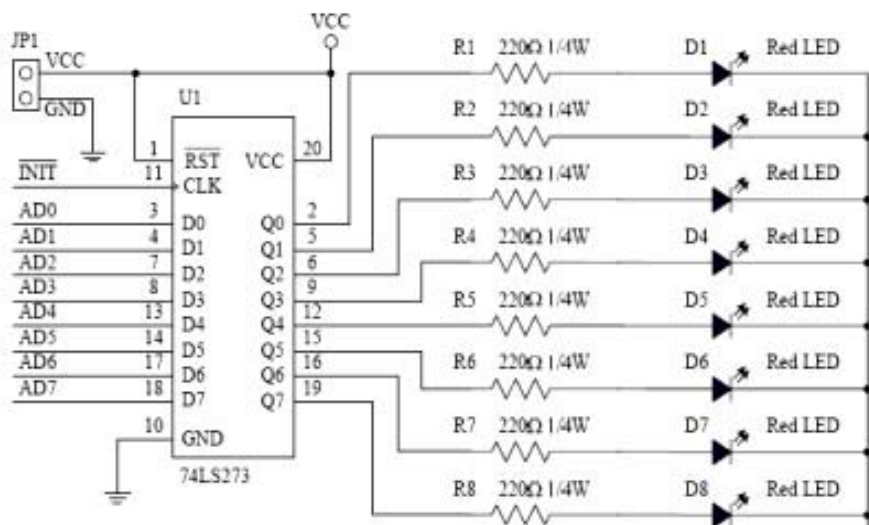 JP1
VCC
GND
VCC
U1
1
R̅S̅T̅
VCC
20
I̅N̅I̅T̅
11
CLK
AD0
3
D0
Q0
2
AD1
4
D1
Q1
5
AD2
7
D2
Q2
6
AD3
8
D3
Q3
9
AD4
13
D4
Q4
12
AD5
14
D5
Q5
15
AD6
17
D6
Q6
16
AD7
18
D7
Q7
19
10
GND
74LS273
R1 220Ω 1/4W D1 Red LED
R2 220Ω 1/4W D2 Red LED
R3 220Ω 1/4W D3 Red LED
R4 220Ω 1/4W D4 Red LED
R5 220Ω 1/4W D5 Red LED
R6 220Ω 1/4W D6 Red LED
R7 220Ω 1/4W D7 Red LED
R8 220Ω 1/4W D8 Red LED